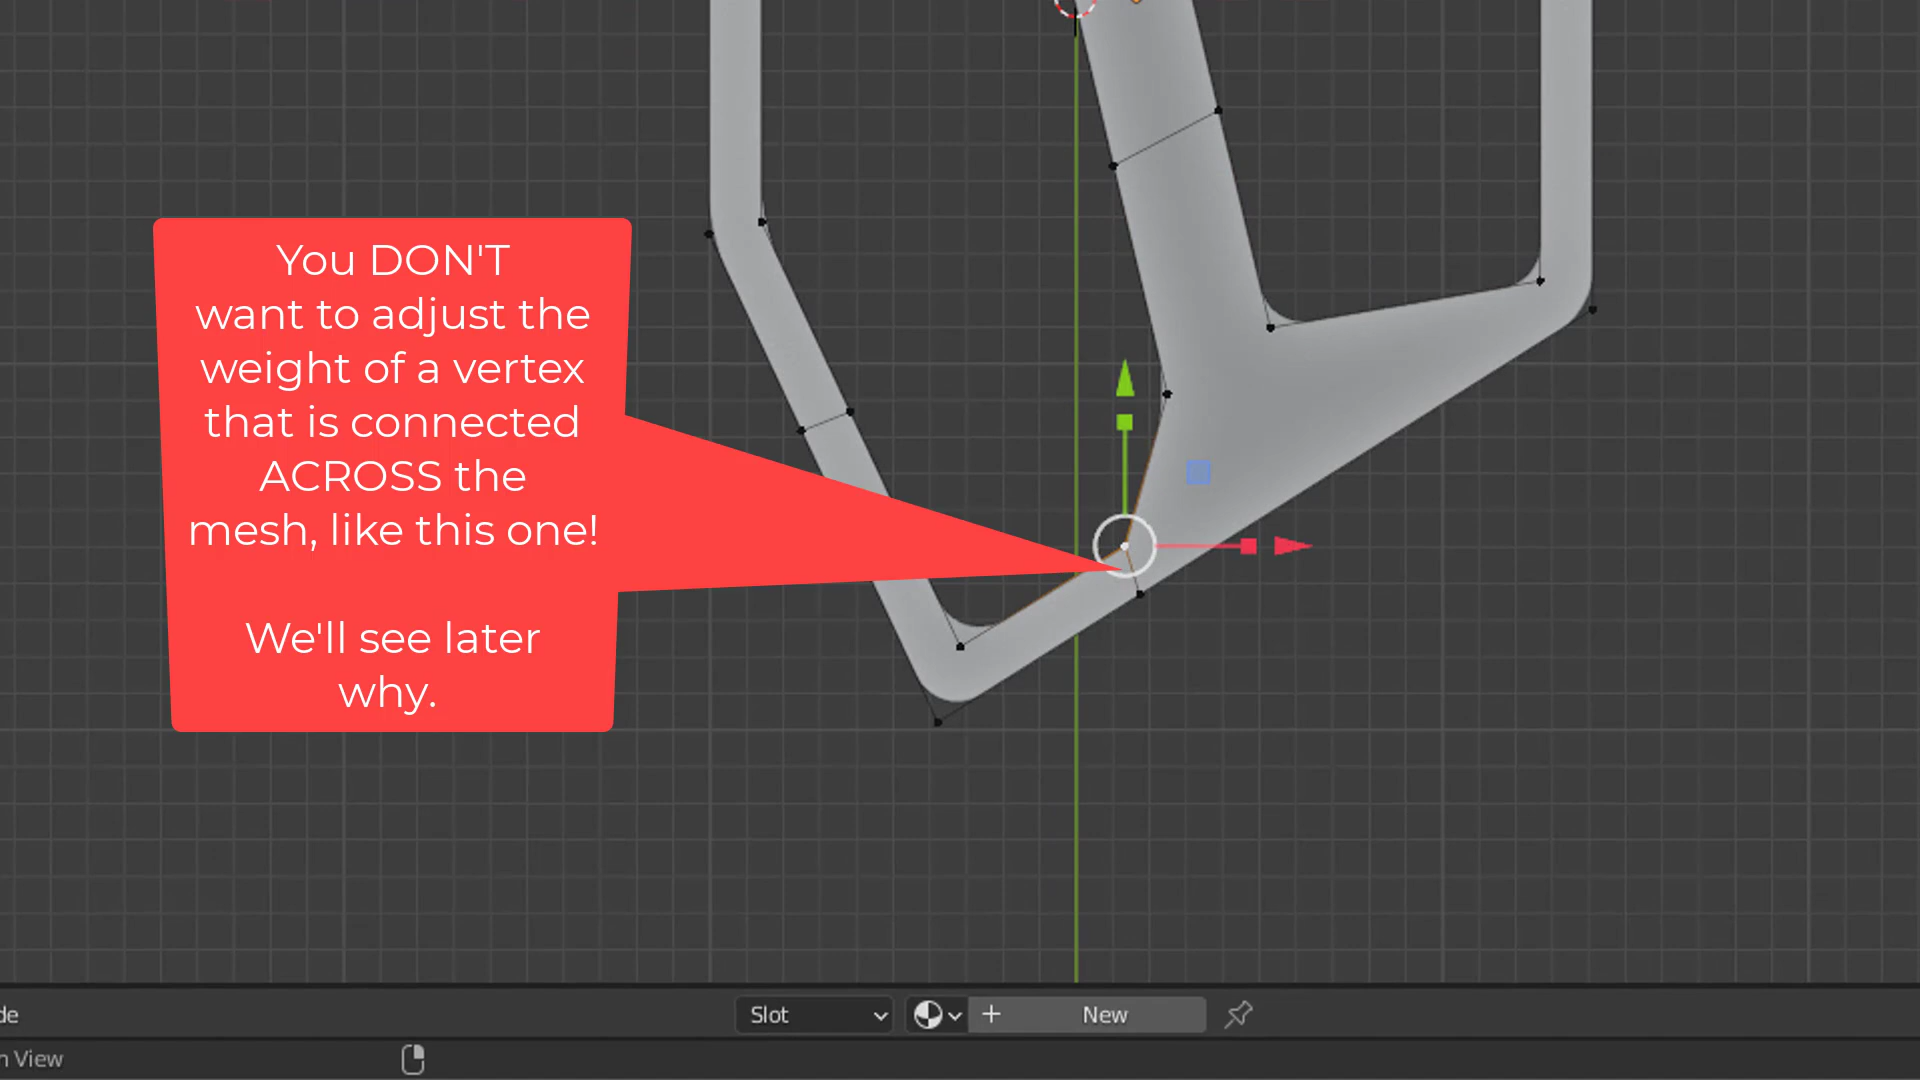 You DON'T
want to adjust the
weight of a vertex
that is connected
ACROSS the
mesh, like this one!
We'll see later
why.
de
Slot
New
n View